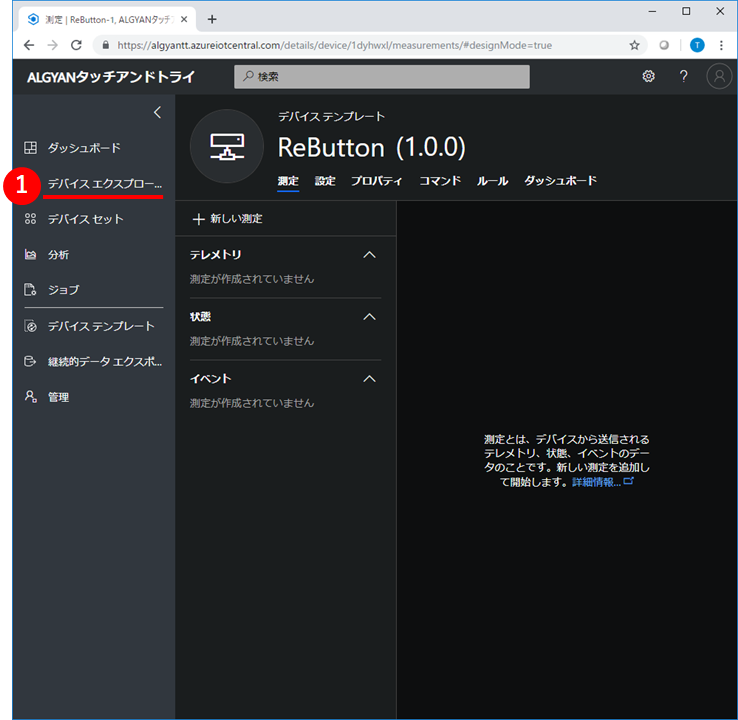 測定 | ReButton-1, ALGYANタッチア
https://algyantt.azureiotcentral.com/details/device/1dyhwxl/measurements/#designMode=true
T
ALGYANタッチアンドトライ
検索
?
デバイス テンプレート
ReButton (1.0.0)
測定 設定 プロパティ コマンド ルール ダッシュボード
ダッシュボード
1
デバイス エクスプロー...
デバイス セット
分析
ジョブ
デバイス テンプレート
継続的データ エクスポ...
管理
新しい測定
テレメトリ
測定が作成されていません
状態
測定が作成されていません
イベント
測定が作成されていません
測定とは、デバイスから送信される
テレメトリ、状態、イベントのデー
タのことです。新しい測定を追加し
て開始します。詳細情報...